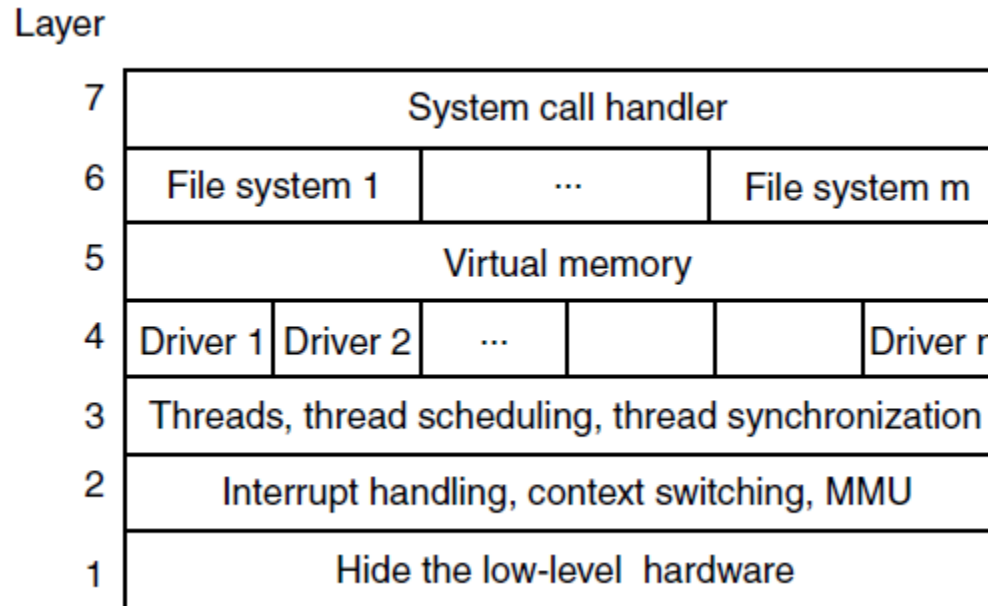 Layer
7 System call handler
6 File system 1 ... File system m
5 Virtual memory
4 Driver 1 Driver 2 ... Driver n
3 Threads, thread scheduling, thread synchronization
2 Interrupt handling, context switching, MMU
1 Hide the low-level hardware